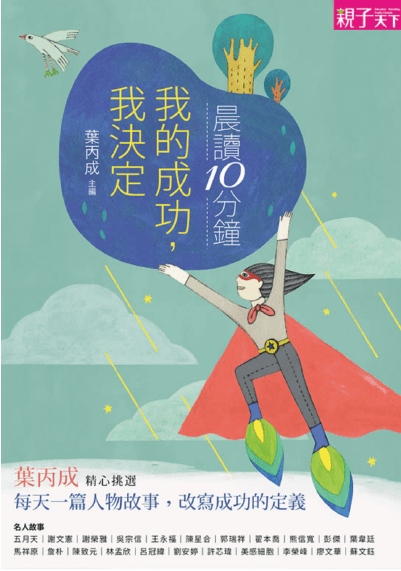 親子天下
晨讀10分鐘
我的成功，
我決定
葉丙成 主編
葉丙成 精心挑選
每天一篇人物故事，改寫成功的定義
名人故事
五月天｜謝文憲｜謝榮雅｜吳宗信｜王永福｜陳星合｜郭瑞祥｜翟本喬｜熊信寬｜彭傑｜葉韋廷
馬祥原｜詹朴｜陳致元｜林孟欣｜呂冠緯｜劉安婷｜許芯瑋｜美感細胞｜李榮峰｜廖文華｜蘇文鈺